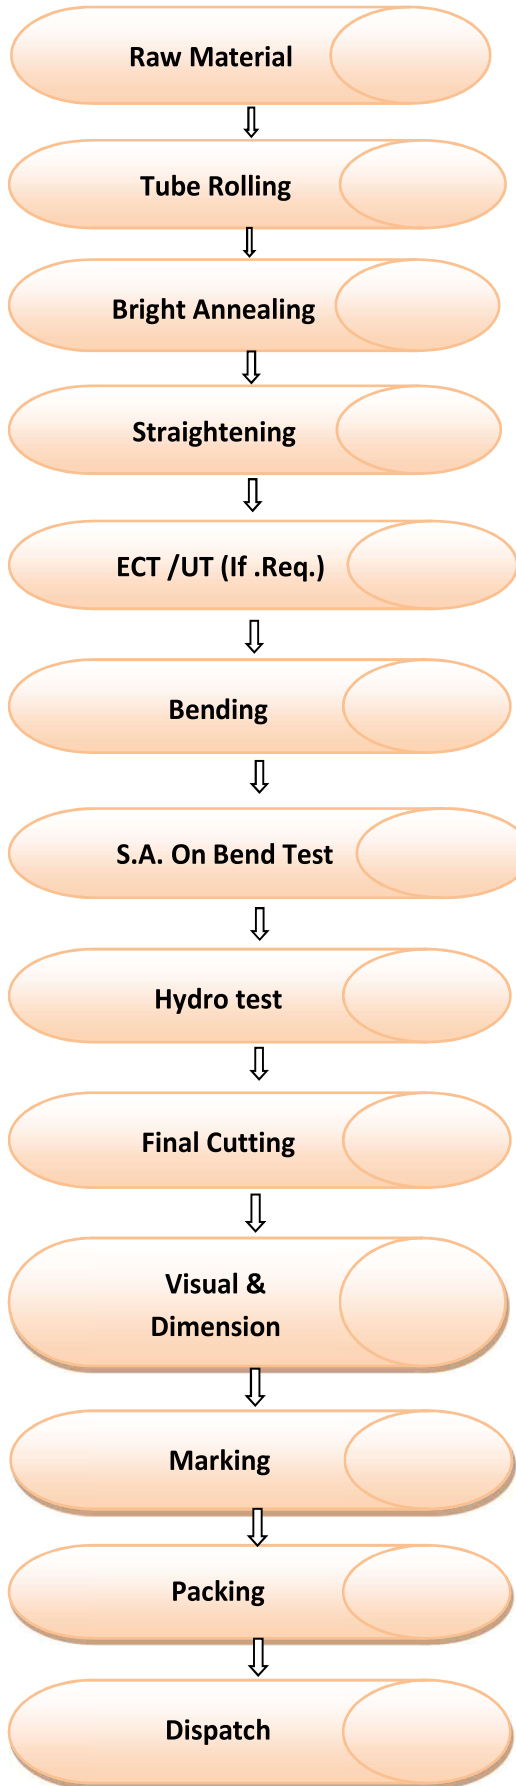 Raw Material
Tube Rolling
Bright Annealing
Straightening
ECT /UT (If .Req.)
Bending
S.A. On Bend Test
Hydro test
Final Cutting
Visual &
Dimension
Marking
Packing
Dispatch